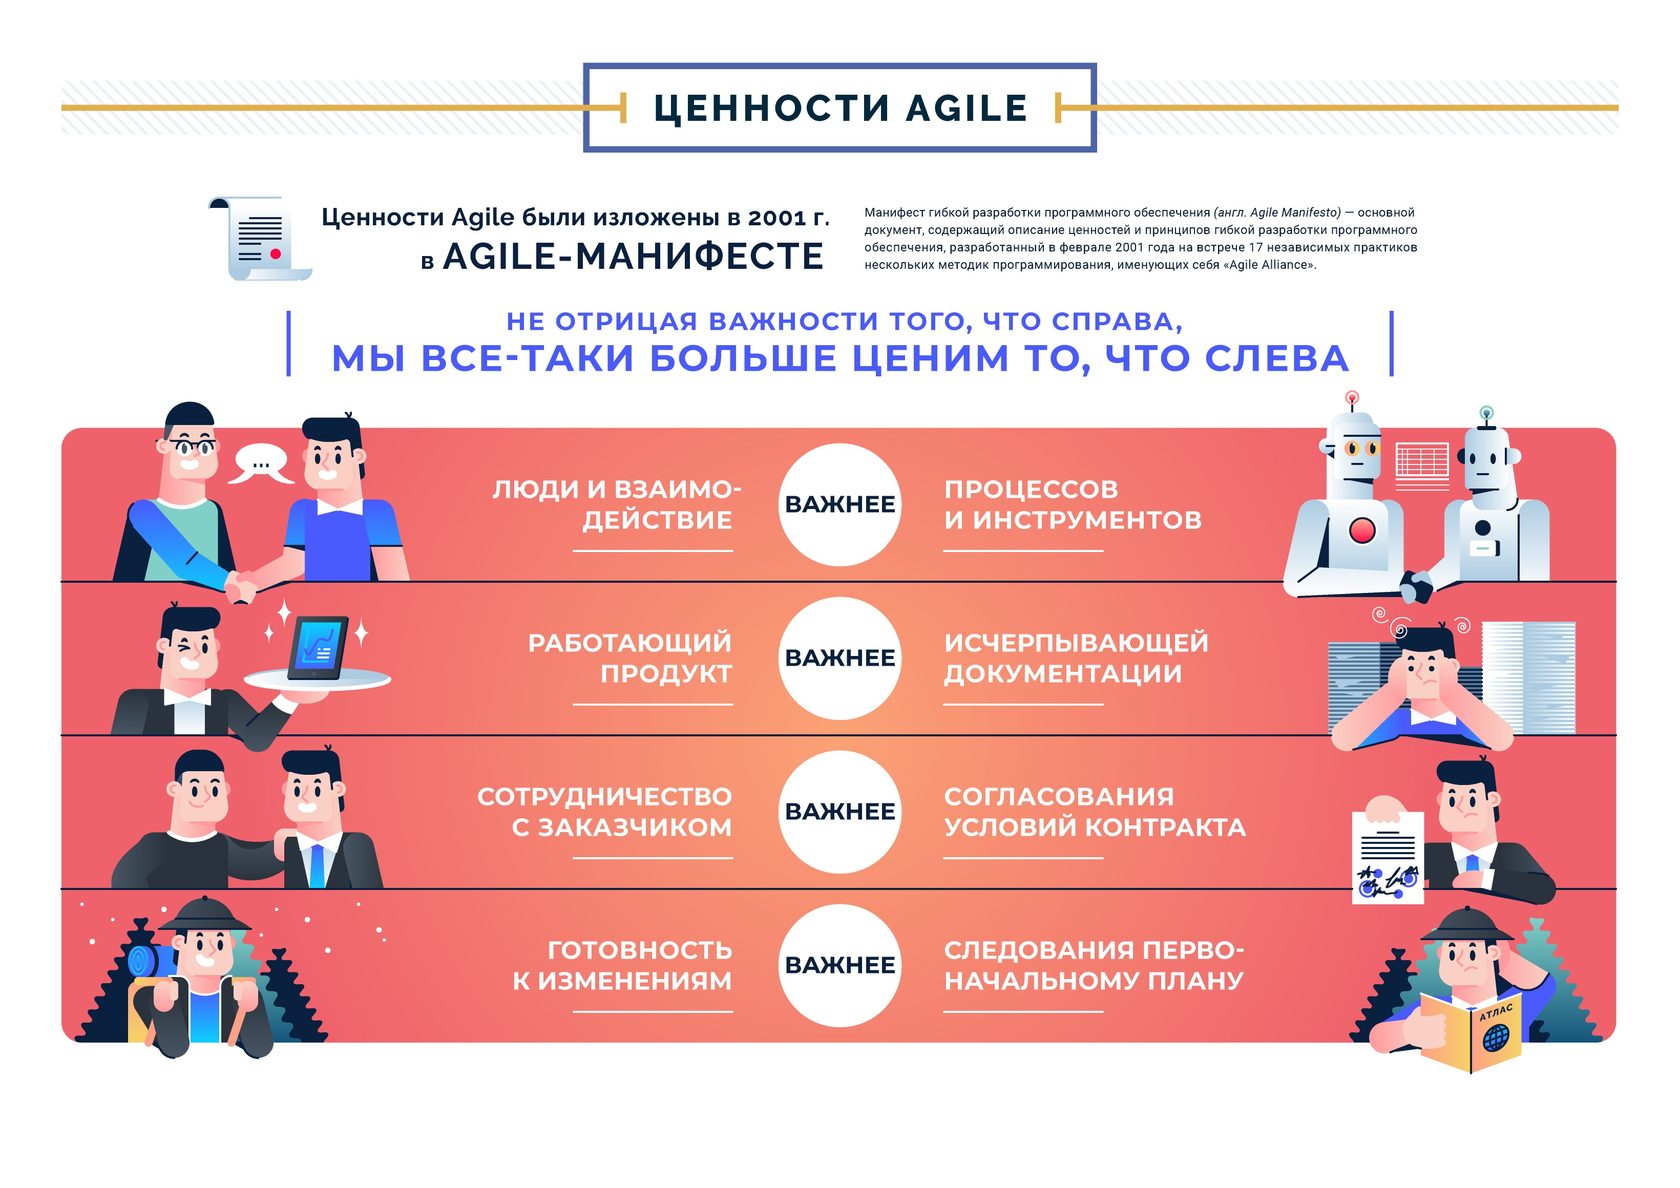 ЦЕННОСТИ AGILE
Ценности Agile были изложены в 2001 г.
в AGILE-МАНИФЕСТЕ
Манифест гибкой разработки программного обеспечения (англ. Agile Manifesto) — основной
документ, содержащий описание ценностей и принципов гибкой разработки программного
обеспечения, разработанный в феврале 2001 года на встрече 17 независимых практиков
нескольких методик программирования, именующих себя «Agile Alliance».
НЕ ОТРИЦАЯ ВАЖНОСТИ ТОГО, ЧТО СПРАВА,
МЫ ВСЕ-ТАКИ БОЛЬШЕ ЦЕНИМ ТО, ЧТО СЛЕВА
...
ЛЮДИ И ВЗАИМО-
ДЕЙСТВИЕ
ВАЖНЕЕ
ПРОЦЕССОВ
И ИНСТРУМЕНТОВ
РАБОТАЮЩИЙ
ПРОДУКТ
ВАЖНЕЕ
ИСЧЕРПЫВАЮЩЕЙ
ДОКУМЕНТАЦИИ
СОТРУДНИЧЕСТВО
С ЗАКАЗЧИКОМ
ВАЖНЕЕ
СОГЛАСОВАНИЯ
УСЛОВИЙ КОНТРАКТА
ГОТОВНОСТЬ
К ИЗМЕНЕНИЯМ
ВАЖНЕЕ
СЛЕДОВАНИЯ ПЕРВО-
НАЧАЛЬНОМУ ПЛАНУ
АТЛАС